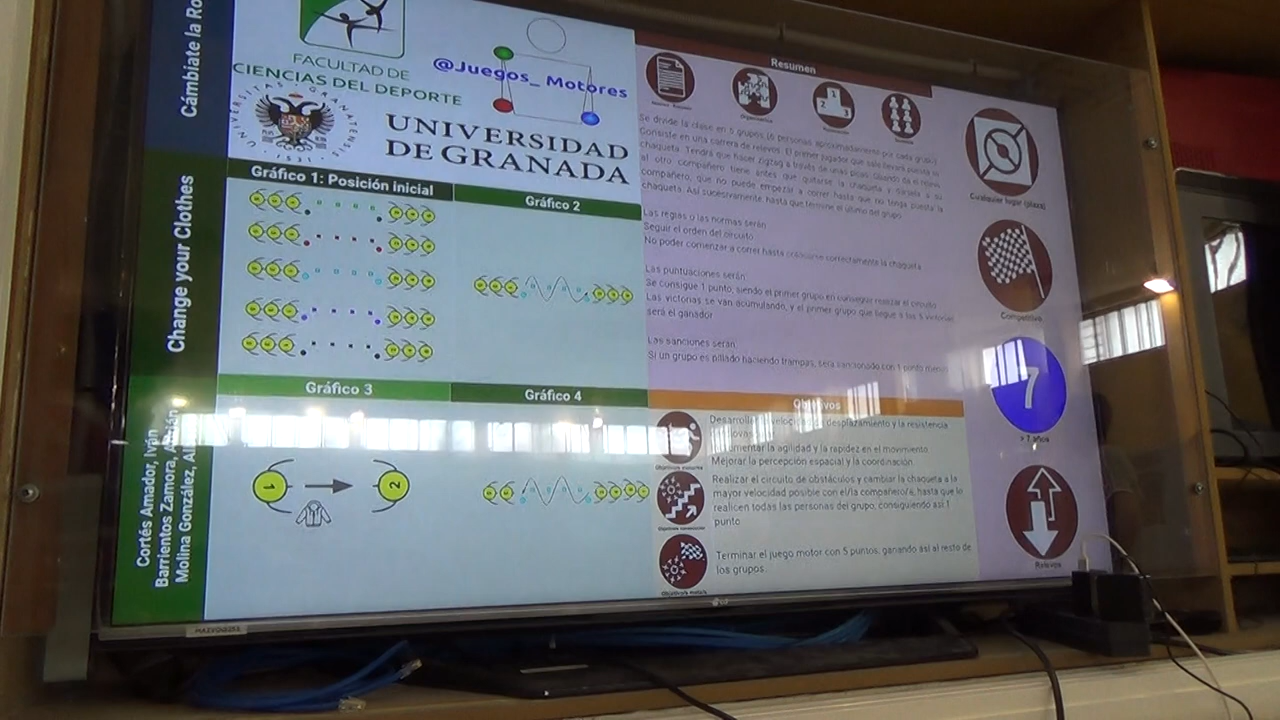 Cámbiate la Ro
Change your Clothes
Cortés Amador, Iván
Barrientos Zamora, Adrián
Molina González, Al
FACULTAD DE
CIENCIAS DEL DEPORTE
@Juegos_ Motores
UNIVERSIDAD
DE GRANADA
Gráfico 1: Posición inicial
Gráfico 2
Gráfico 3
Gráfico 4
1
2
Resumen
1
2
3
Se divide la clase en 5 grupos (6 personas aproximadamente por cada grupo)
Consiste en una carrera de relevos. El primer jugador que sale llevará puesta su
chaqueta. Tendrá que hacer zigzag a través de unas picas. Cuando da el relevo
al otro compañero tiene antes que quitarse la chaqueta y dársela a su
compañero, que no puede empezar a correr hasta que no tenga puesta la
chaqueta. Así sucesivamente, hasta que termine el último del grupo
Las reglas o las normas serán
Seguir el orden del circuito
No poder comenzar a correr hasta colocarse correctamente la chaqueta
Las puntuaciones serán:
Se consigue 1 punto, siendo el primer grupo en conseguir realizar el circuito
Las victorias se van acumulando, y el primer grupo que llegue a las 5 victorias
será el ganador
Las sanciones serán:
Si un grupo es pillado haciendo trampas, será sancionado con 1 punto menos
Objetivos
desplazamiento y la resistencia
la agilidad y la rapidez en el movimiento
Mejorar la percepción espacial y la coordinación
Realizar el circuito de obstáculos y cambiar la chaqueta a la
mayor velocidad posible con el/la compañero/a, hasta que lo
realicen todas las personas del grupo, consiguiendo así 1
punto
Terminar el juego motor con 5 puntos, ganando así al resto de
los grupos
Cualquier lugar (plaza)
Competitivo
7
> 7 años
Relevos